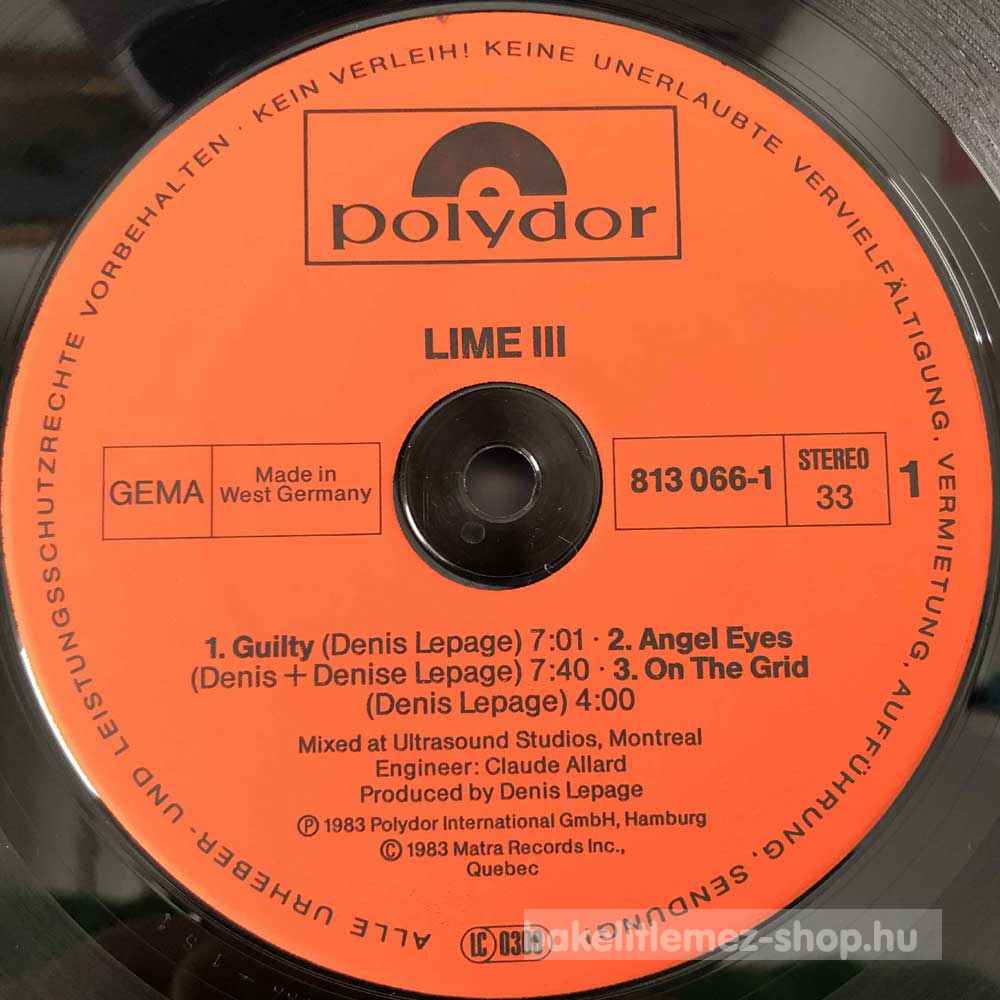 ALLE URHEBER- UND LEISTUNGSSCHUTZRECHTE VORBEHALTEN · KEIN VERLEIH! KEINE UNERLAUBTE VERVIELFÄLTIGUNG, VERMIETUNG, AUFFÜHRUNG, SENDUNG
polydor
LIME III
GEMA
Made in
West Germany
813 066-1
STEREO
33
1
1. Guilty (Denis Lepage) 7:01 · 2. Angel Eyes
(Denis + Denise Lepage) 7:40 · 3. On The Grid
(Denis Lepage) 4:00
Mixed at Ultrasound Studios, Montreal
Engineer: Claude Allard
Produced by Denis Lepage
Ⓟ 1983 Polydor International GmbH, Hamburg
© 1983 Matra Records Inc.,
Quebec
LC 0309
bakelitlemez-shop.hu